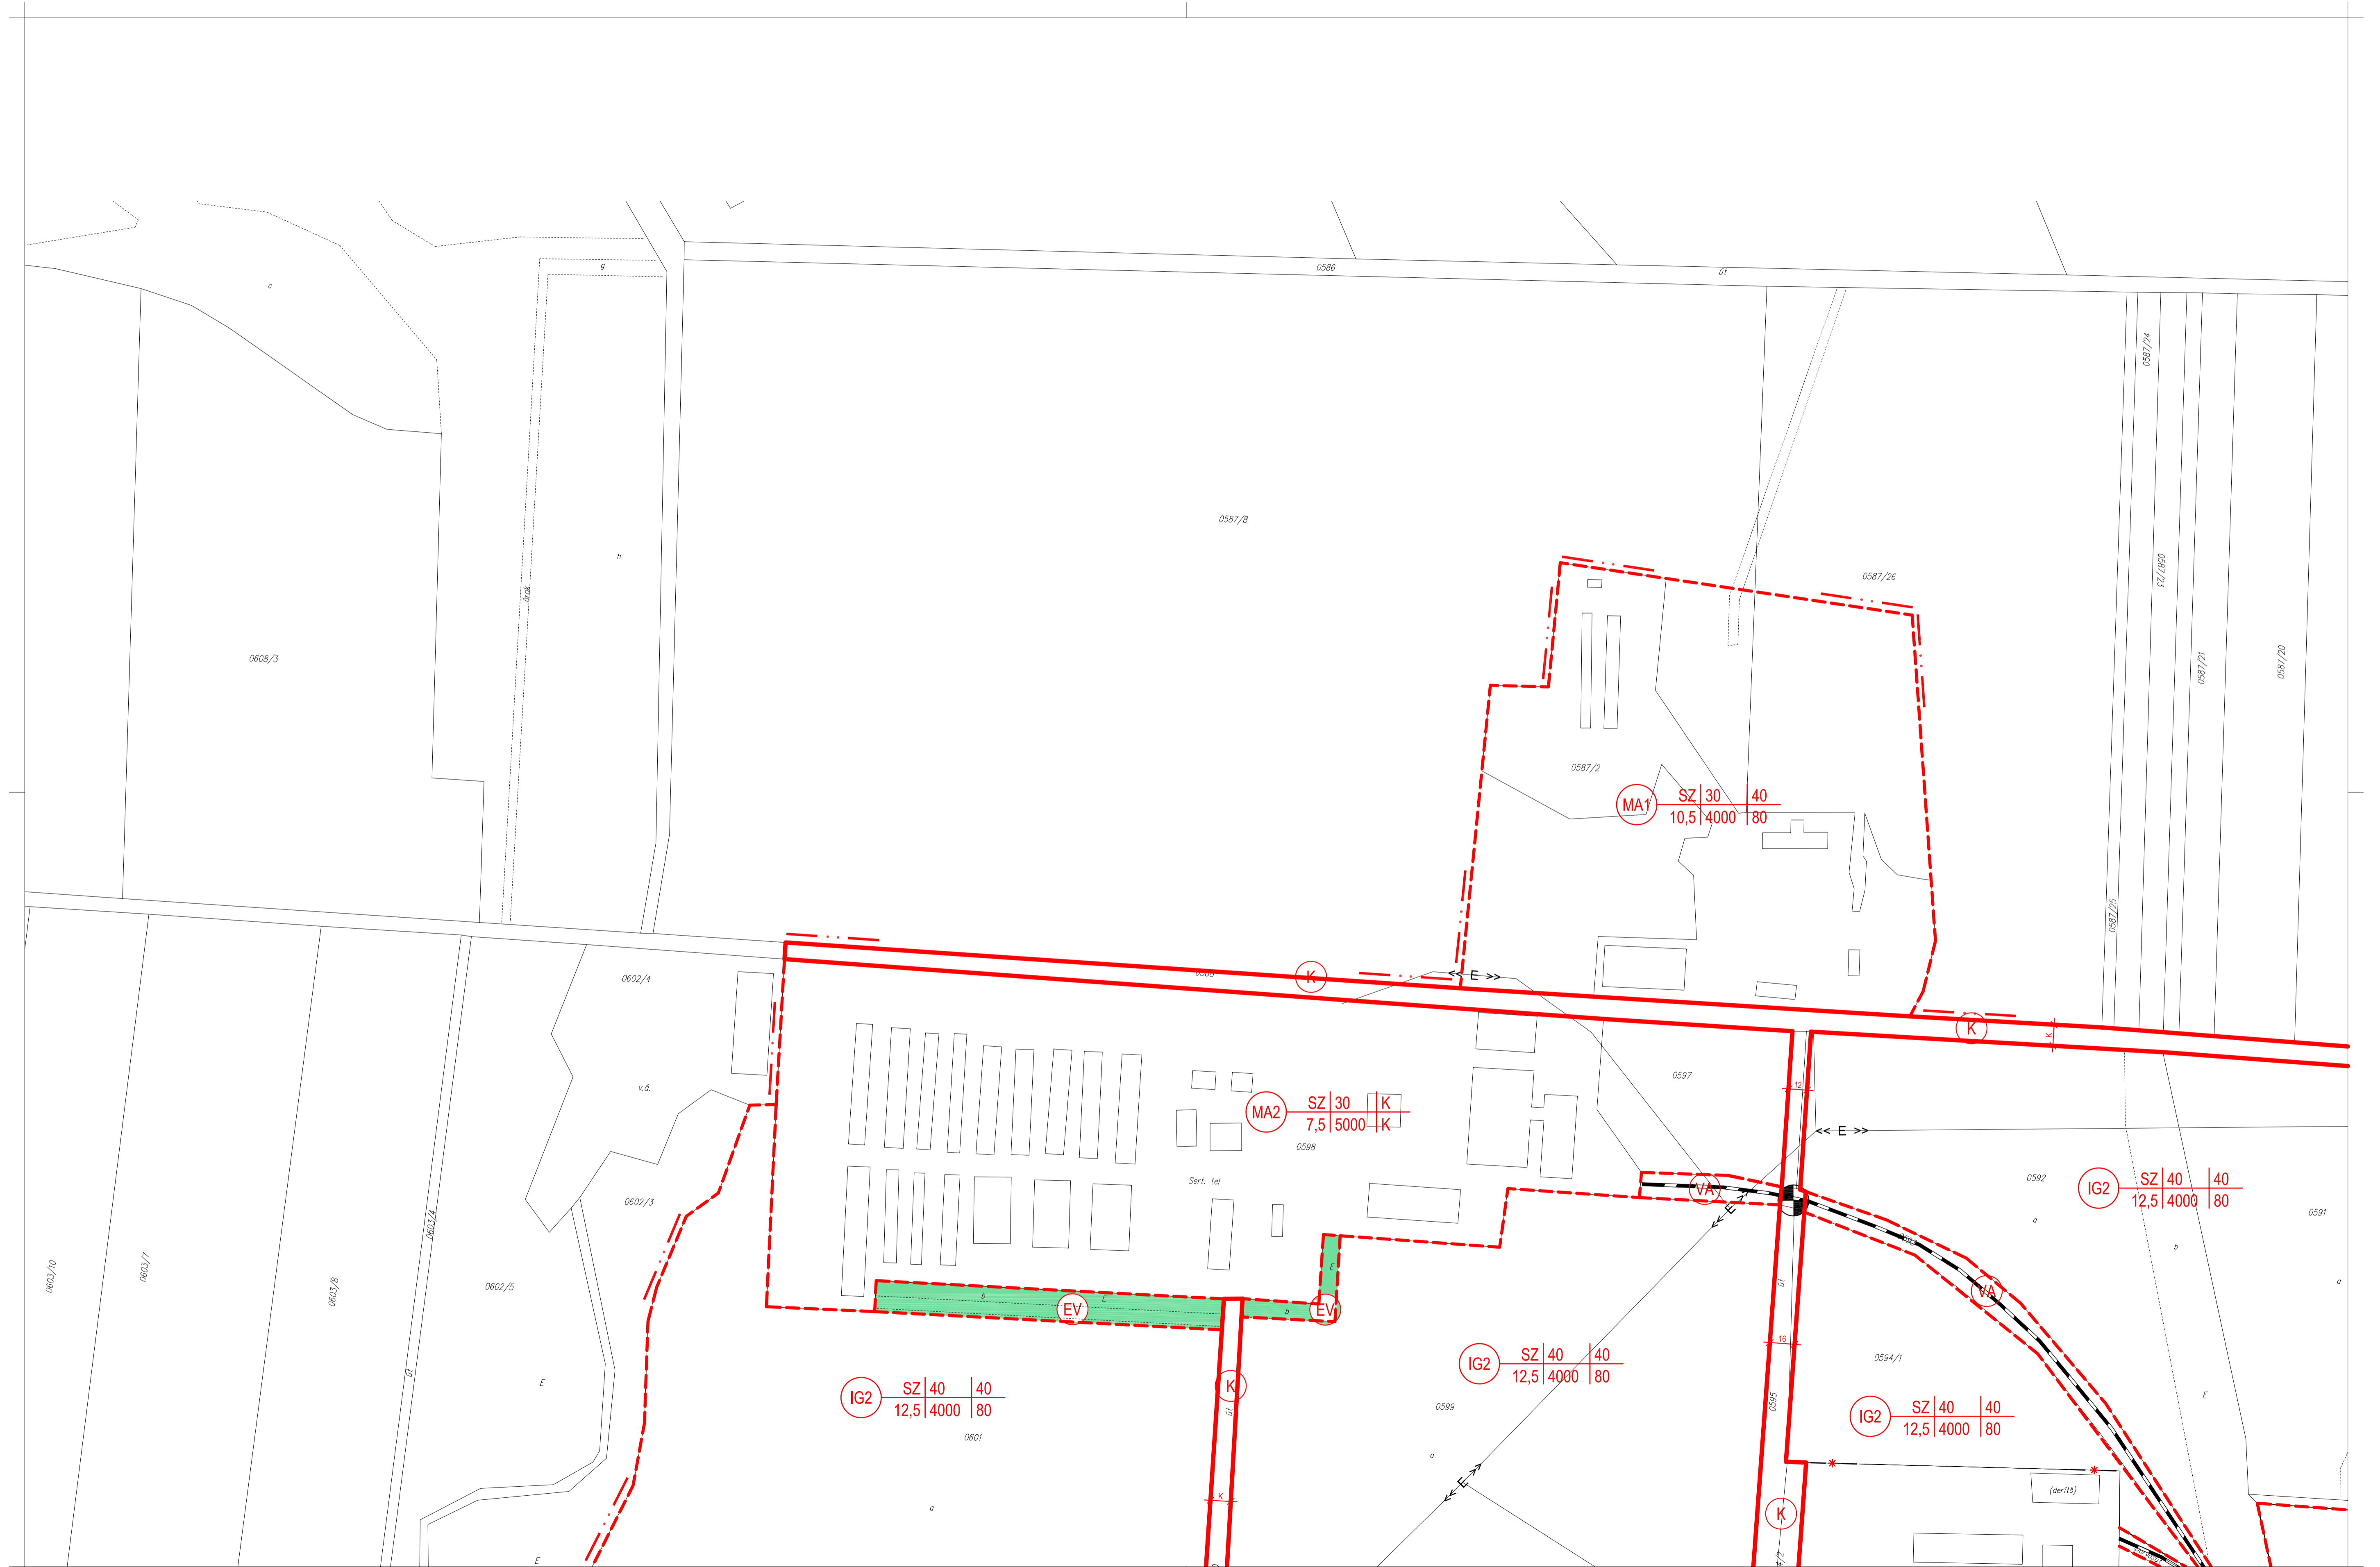 g
0586
út
c
0587/24
0587/8
h
0587/23
0587/26
árok
0608/3
0587/21
0587/20
0587/2
MA1 SZ 30 40
10,5 4000 80
0587/25
0602/4
K
E
K
K
v.á.
0597
12
MA2 SZ 30 K
7,5 5000 K
E
0598
Sert. tel
0592
IG2 SZ 40 40
12,5 4000 80
VA
0602/3
E
a
0591
0603/4
0593
b
0603/10
0603/7
0603/8
0602/5
E
b
E
EV
b
EV
út
VA
a
16
0594/1
IG2 SZ 40 40
12,5 4000 80
út
E
K
IG2 SZ 40 40
12,5 4000 80
E
0595
0599
út
IG2 SZ 40 40
12,5 4000 80
0601
a
E
K
a
K
(derítő)
E